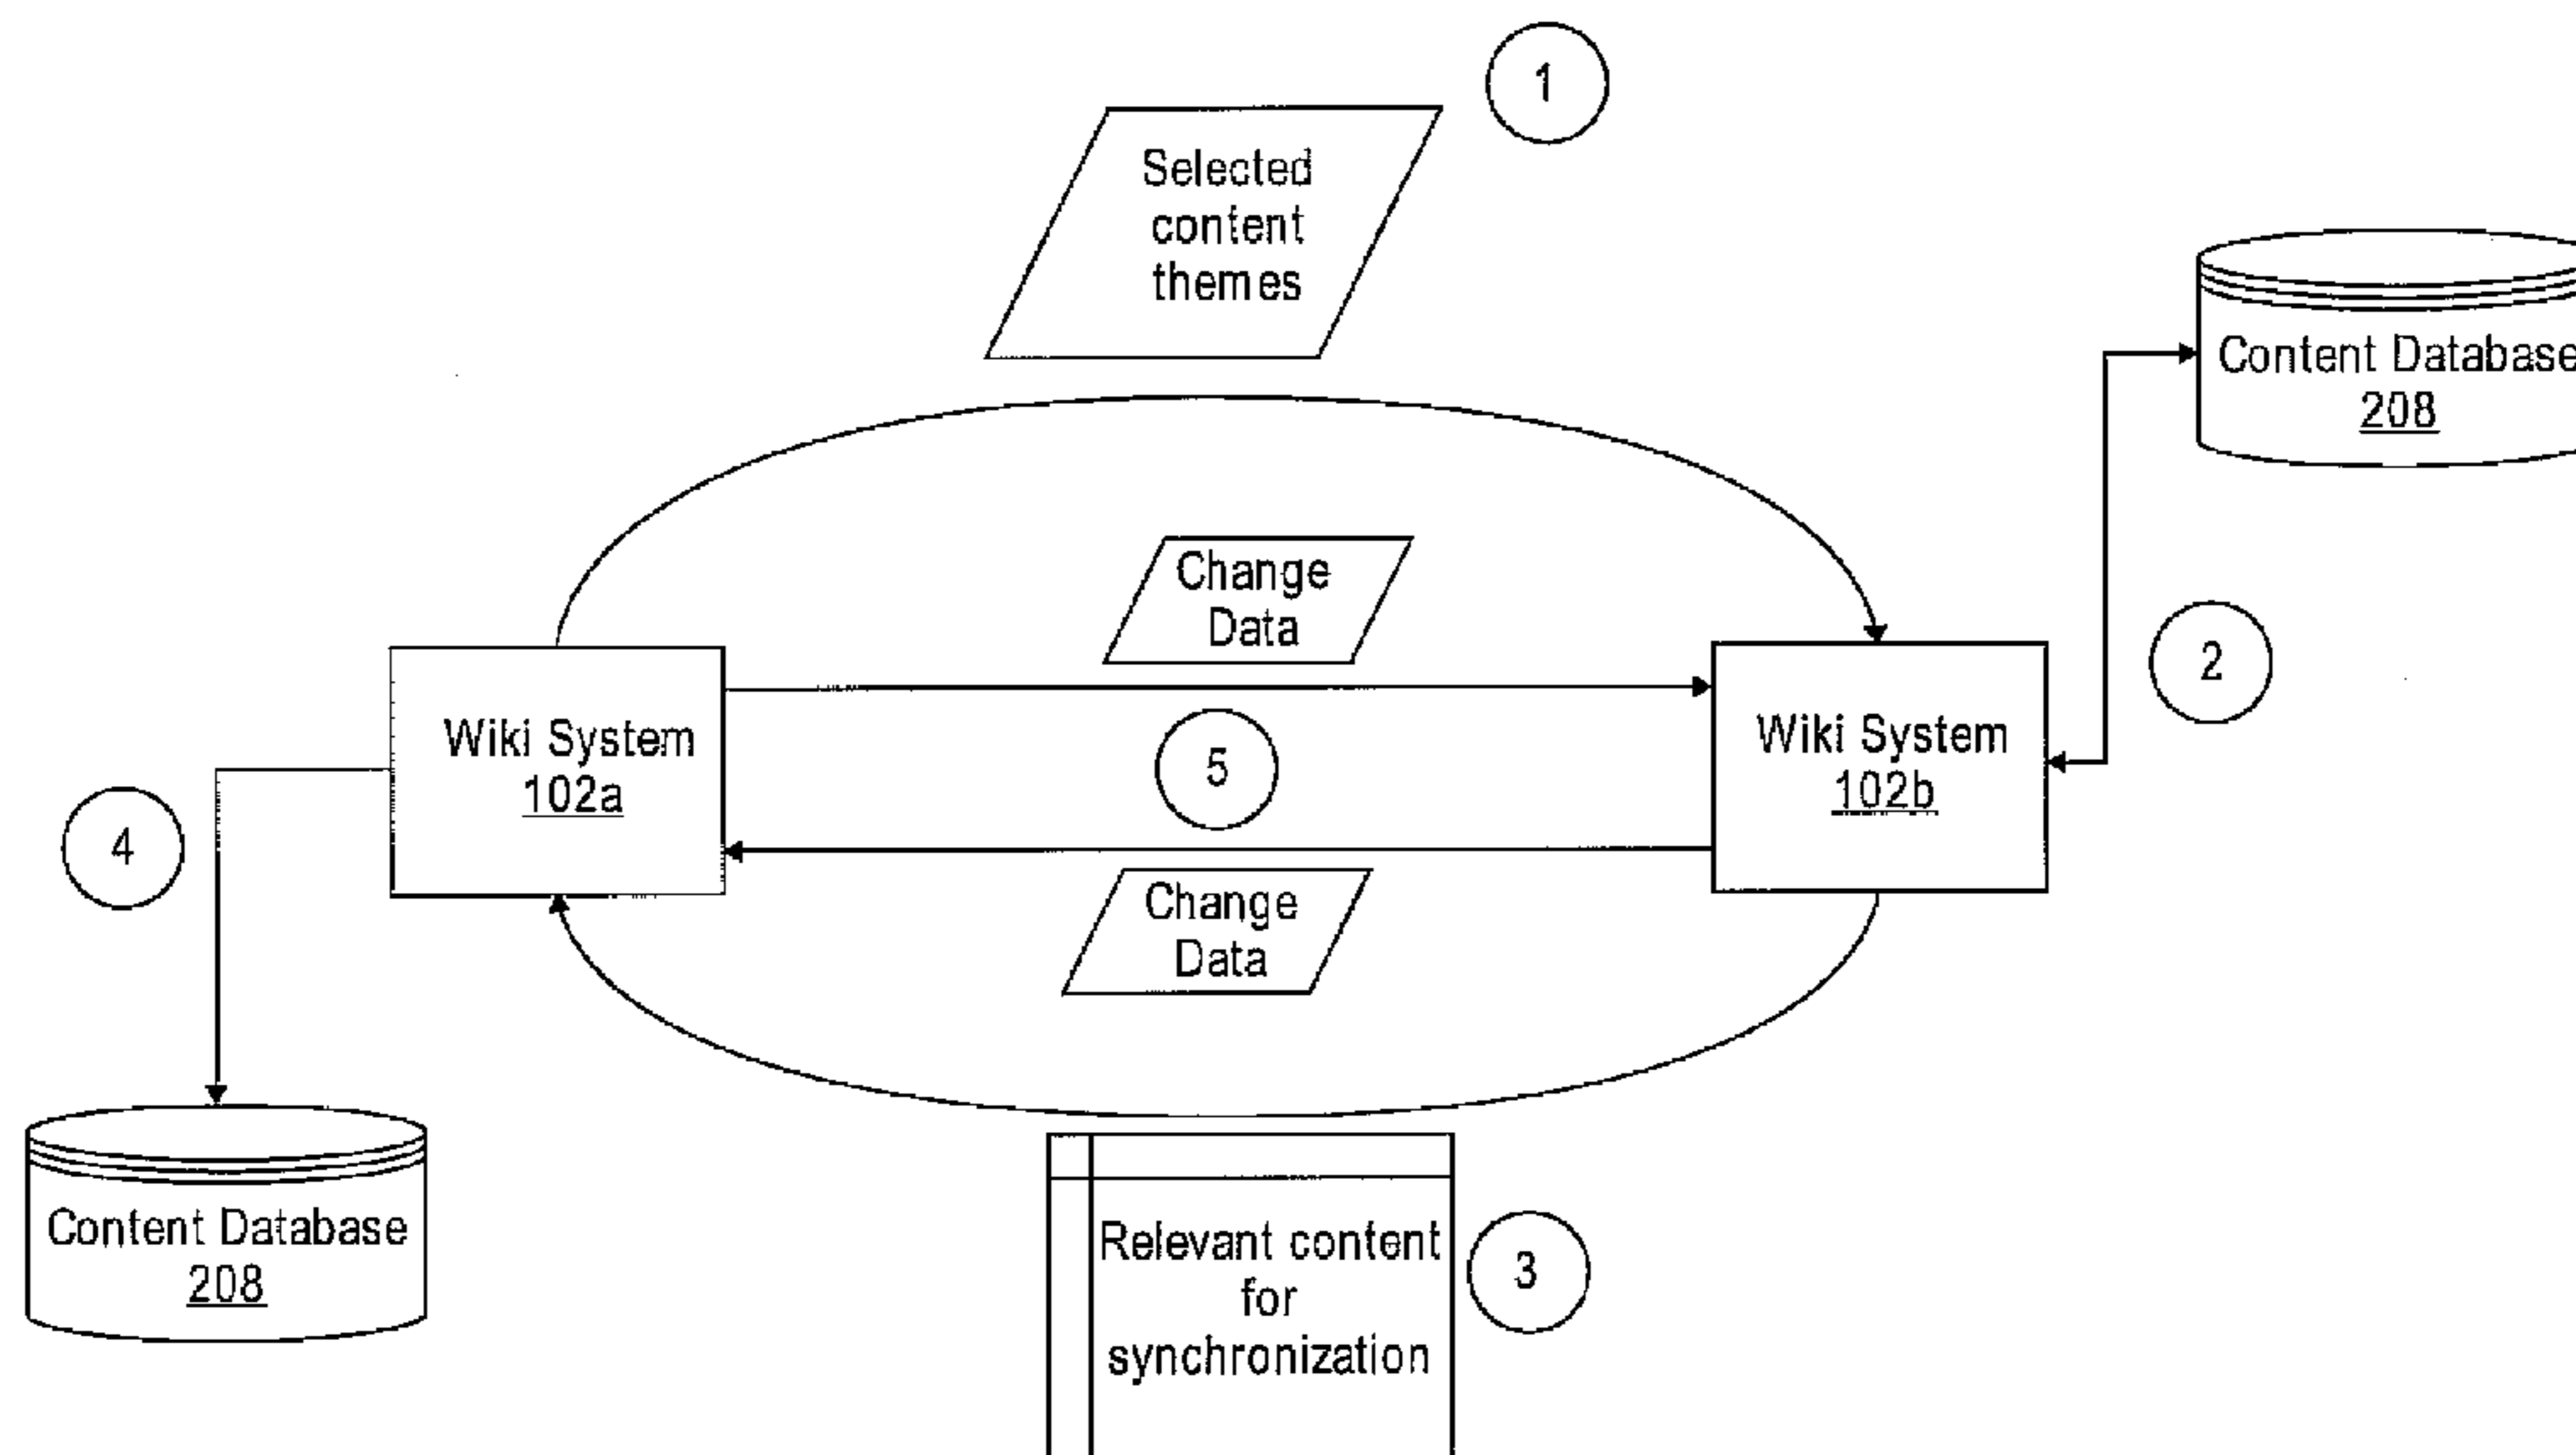 1
Selected
content
themes
Content Database
208
Change
Data
2
Wiki System
102a
5
Wiki System
102b
4
Change
Data
Content Database
208
Relevant content
for
synchronization
3